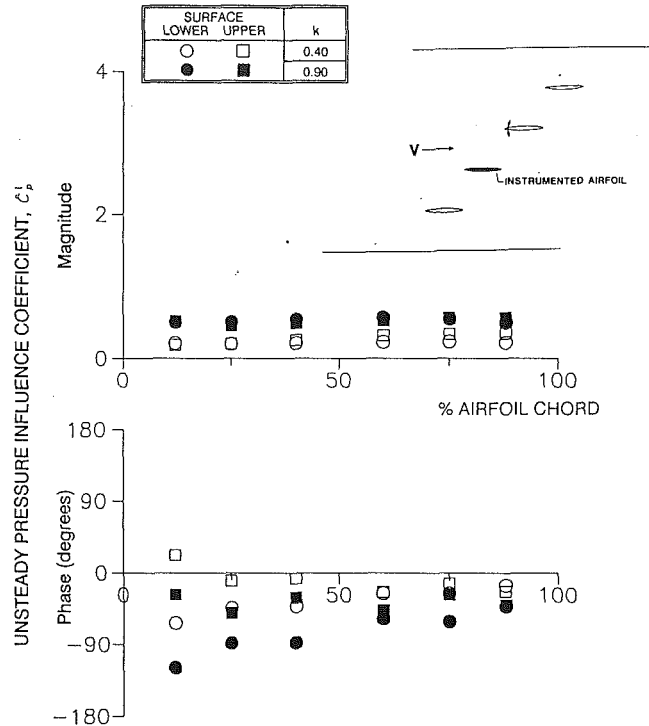 SURFACE
LOWER UPPER k
0.40
0.90
UNSTEADY PRESSURE INFLUENCE COEFFICIENT,
Magnitude
4
2
0
V
INSTRUMENTED AIRFOIL
0 50 100
% AIRFOIL CHORD
Phase (degrees)
180
90
0
-90
-180
0 50 100